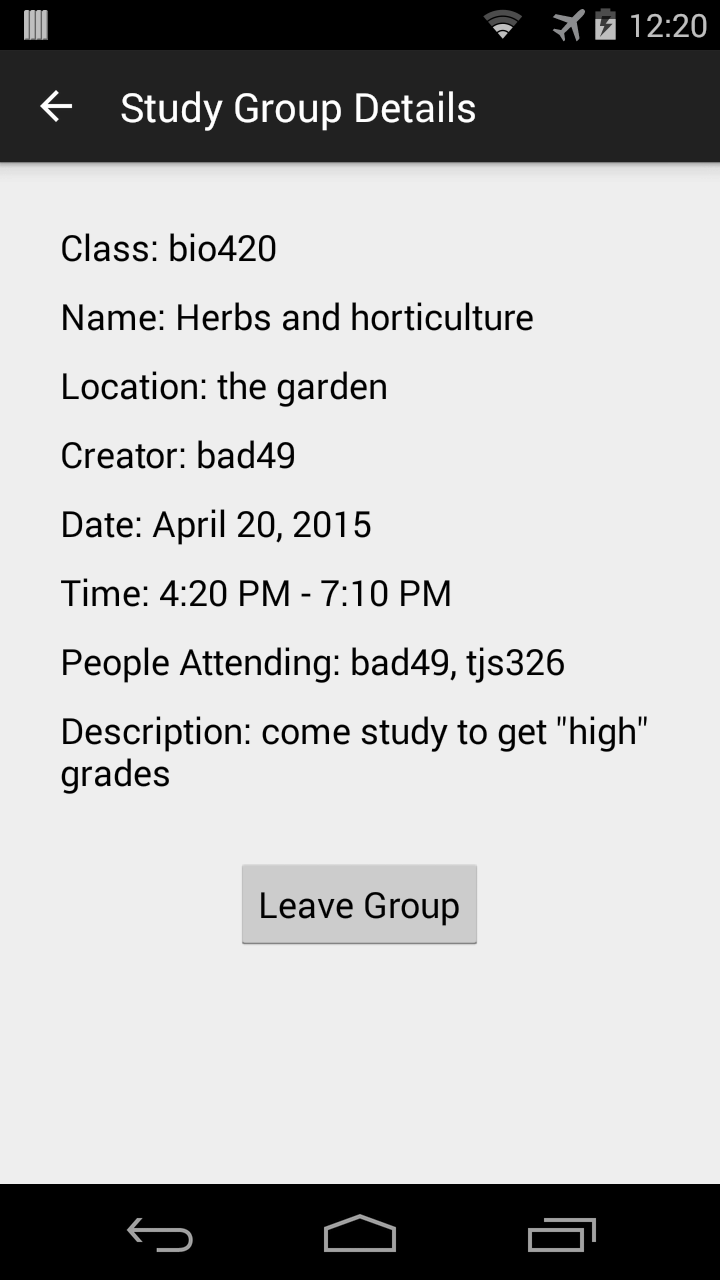 12:20
Study Group Details
Class: bio420
Name: Herbs and horticulture
Location: the garden
Creator: bad49
Date: April 20, 2015
Time: 4:20 PM - 7:10 PM
People Attending: bad49, tjs326
Description: come study to get "high"
grades
Leave Group